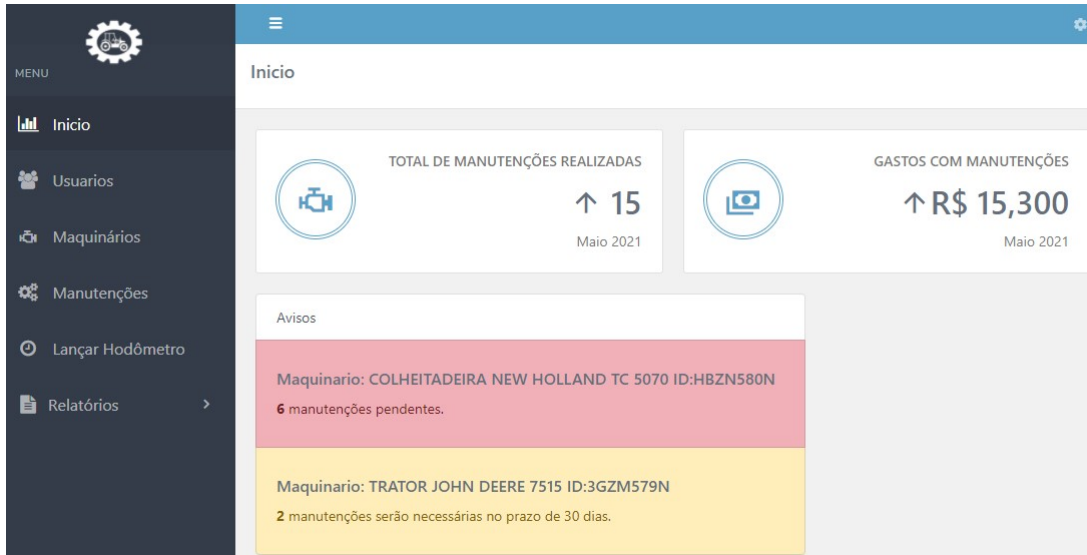 MENU
Inicio
Usuarios
Maquinários
Manutenções
Lançar Hodômetro
Relatórios
Inicio
TOTAL DE MANUTENÇÕES REALIZADAS
15
Maio 2021
GASTOS COM MANUTENÇÕES
R$ 15,300
Maio 2021
Avisos
Maquinario: COLHEITADEIRA NEW HOLLAND TC 5070 ID:HBZN580N
6 manutenções pendentes.
Maquinario: TRATOR JOHN DEERE 7515 ID:3GZM579N
2 manutenções serão necessárias no prazo de 30 dias.